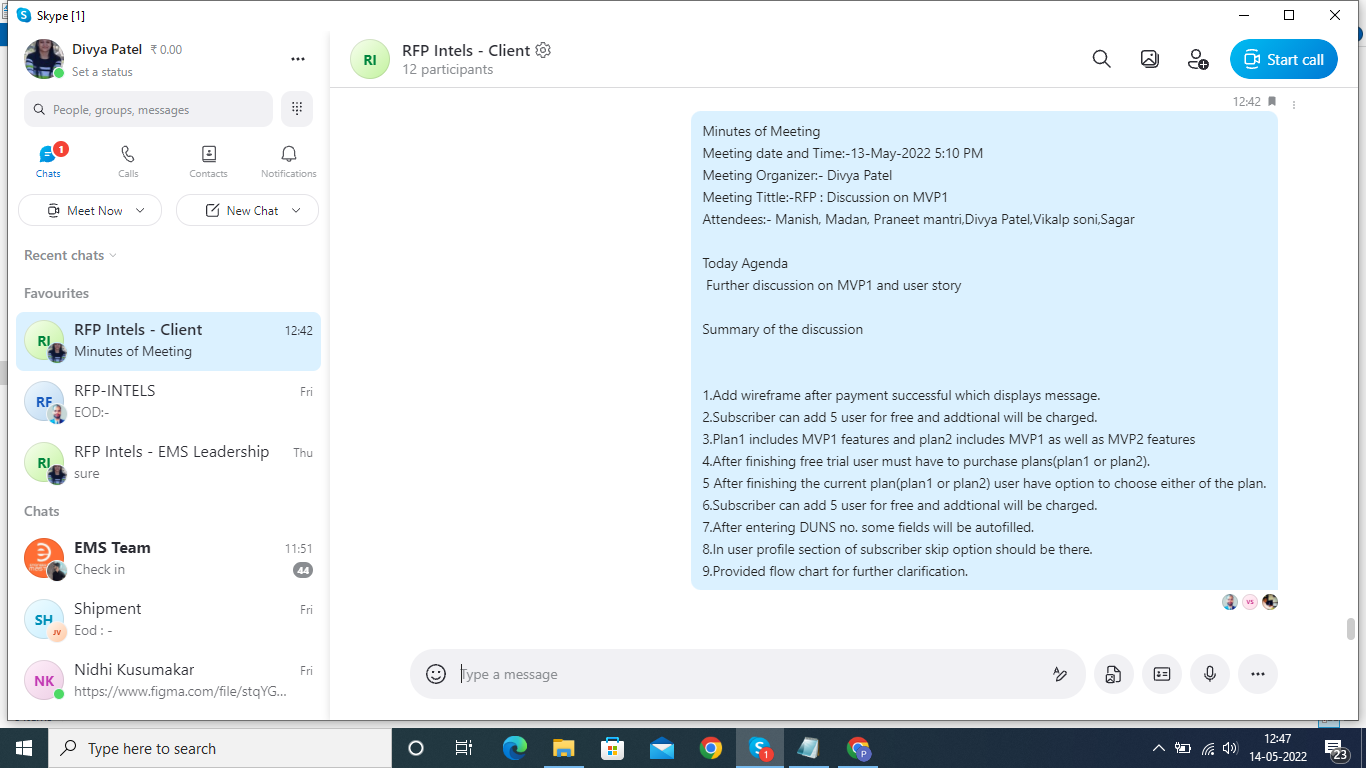 Skype [1]
Divya Patel ₹ 0.00
Set a status
People, groups, messages
1
Chats
Calls
Contacts
Notifications
Meet Now
New Chat
Recent chats
Favourites
RI
RFP Intels - Client 12:42
Minutes of Meeting
RF
RFP-INTELS Fri
EOD:-
RI
RFP Intels - EMS Leadership Thu
sure
Chats
EMS Team 11:51
Check in 44
SH
JV
Shipment Fri
Eod : -
NK
Nidhi Kusumakar Fri
https://www.figma.com/file/stqYG...
RI
RFP Intels - Client
12 participants
Start call
12:42
Minutes of Meeting
Meeting date and Time:-13-May-2022 5:10 PM
Meeting Organizer:- Divya Patel
Meeting Tittle:-RFP : Discussion on MVP1
Attendees:- Manish, Madan, Praneet mantri,Divya Patel,Vikalp soni,Sagar
Today Agenda
Further discussion on MVP1 and user story
Summary of the discussion
1.Add wireframe after payment successful which displays message.
2.Subscriber can add 5 user for free and addtional will be charged.
3.Plan1 includes MVP1 features and plan2 includes MVP1 as well as MVP2 features
4.After finishing free trial user must have to purchase plans(plan1 or plan2).
5 After finishing the current plan(plan1 or plan2) user have option to choose either of the plan.
6.Subscriber can add 5 user for free and addtional will be charged.
7.After entering DUNS no. some fields will be autofilled.
8.In user profile section of subscriber skip option should be there.
9.Provided flow chart for further clarification.
VS
Type a message
Type here to search
1
P
12:47
14-05-2022
23